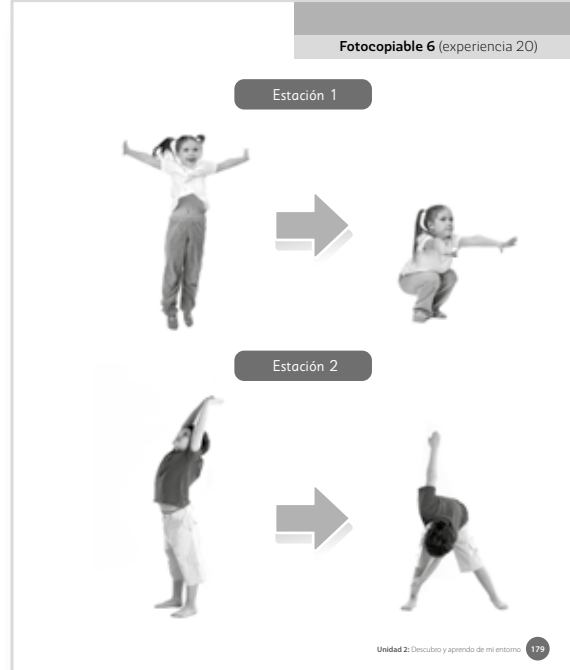 Fotocopiable 6 (experiencia 20)
Estación 1
Estación 2
Unidad 2: Descubro y aprendo de mi entorno 179